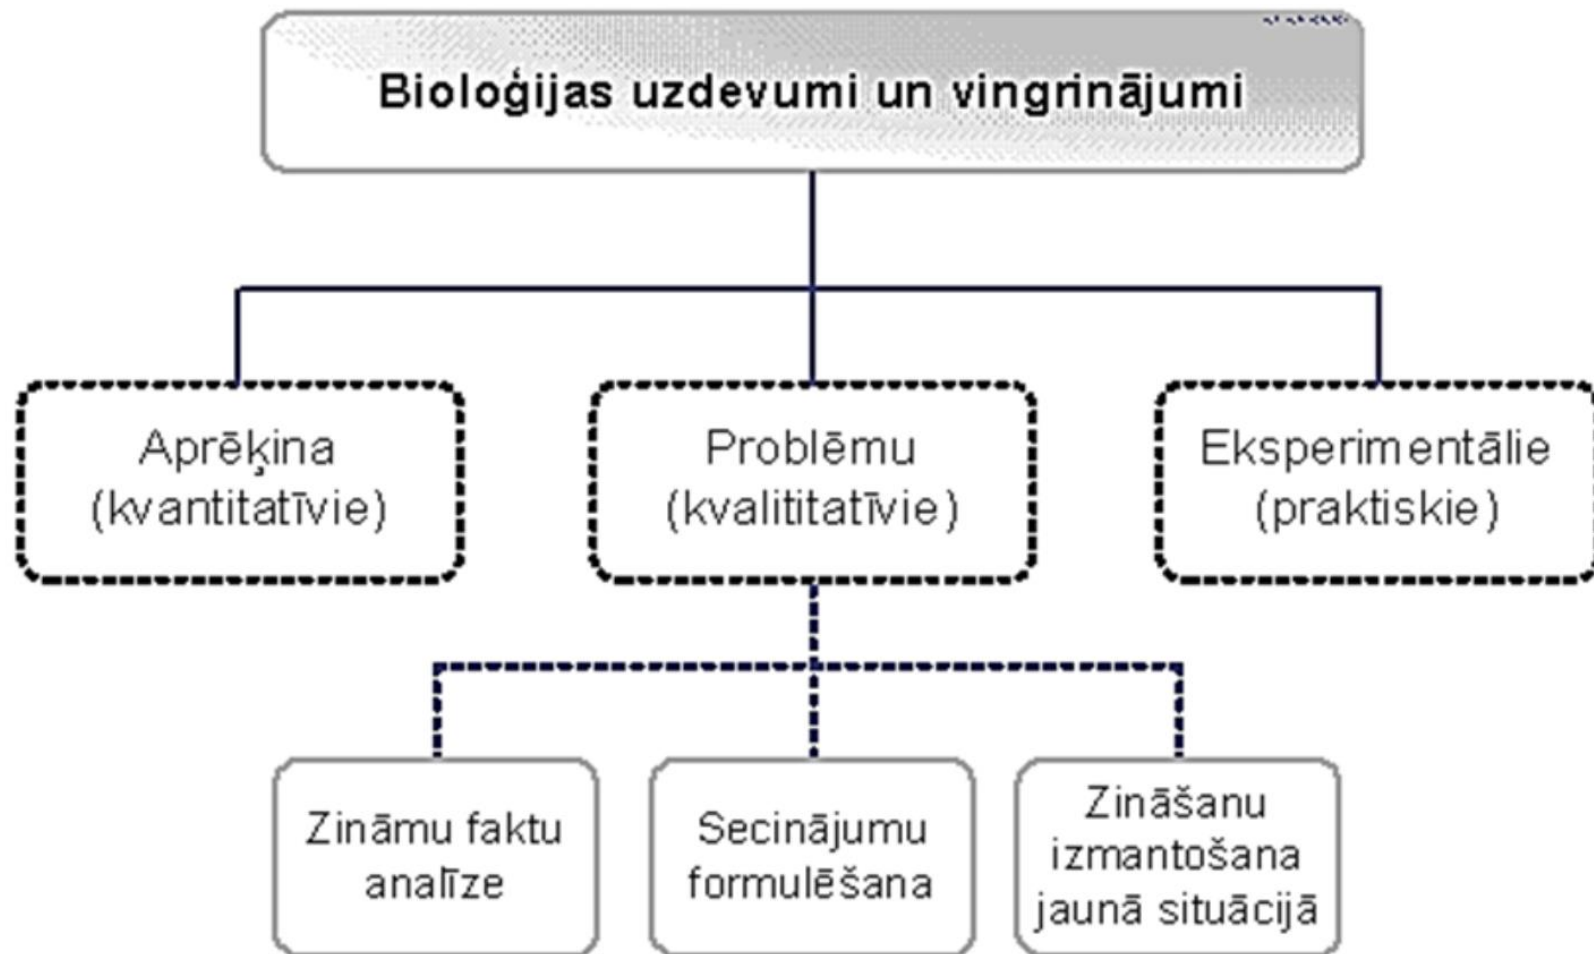 Bioloģijas uzdevumi un vingrinājumi
Aprēķina
(kvantitatīvie)
Problēmu
(kvalititatīvie)
Eksperimentālie
(praktiskie)
Zināmu faktu
analīze
Secinājumu
formulēšana
Zināšanu
izmantošana
jaunā situācijā